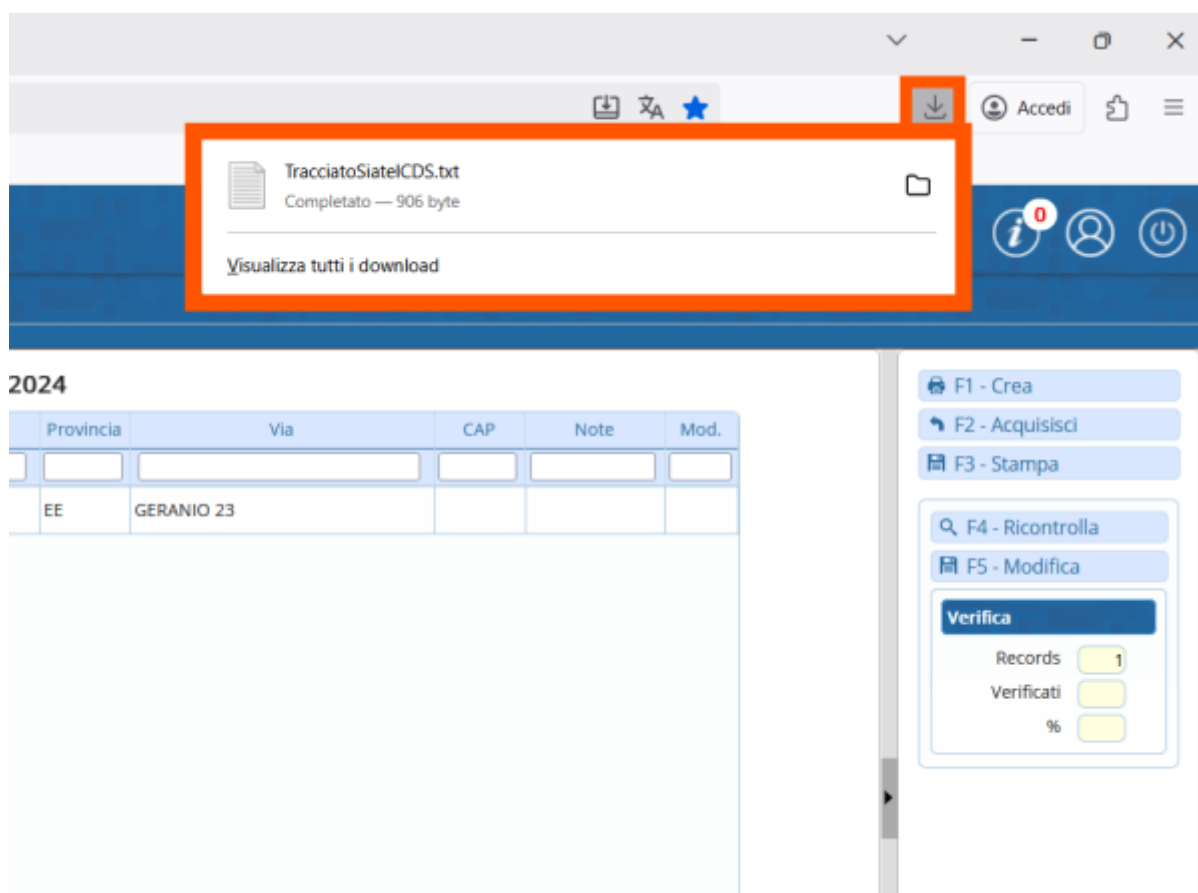 Accedi
TracciatoSiatelCDS.txt
Completato — 906 byte
Visualizza tutti i download
i 0
2024
Provincia Via CAP Note Mod.
EE GERANIO 23
F1 - Crea
F2 - Acquisisci
F3 - Stampa
F4 - Ricontrolla
F5 - Modifica
Verifica
Records 1
Verificati
%